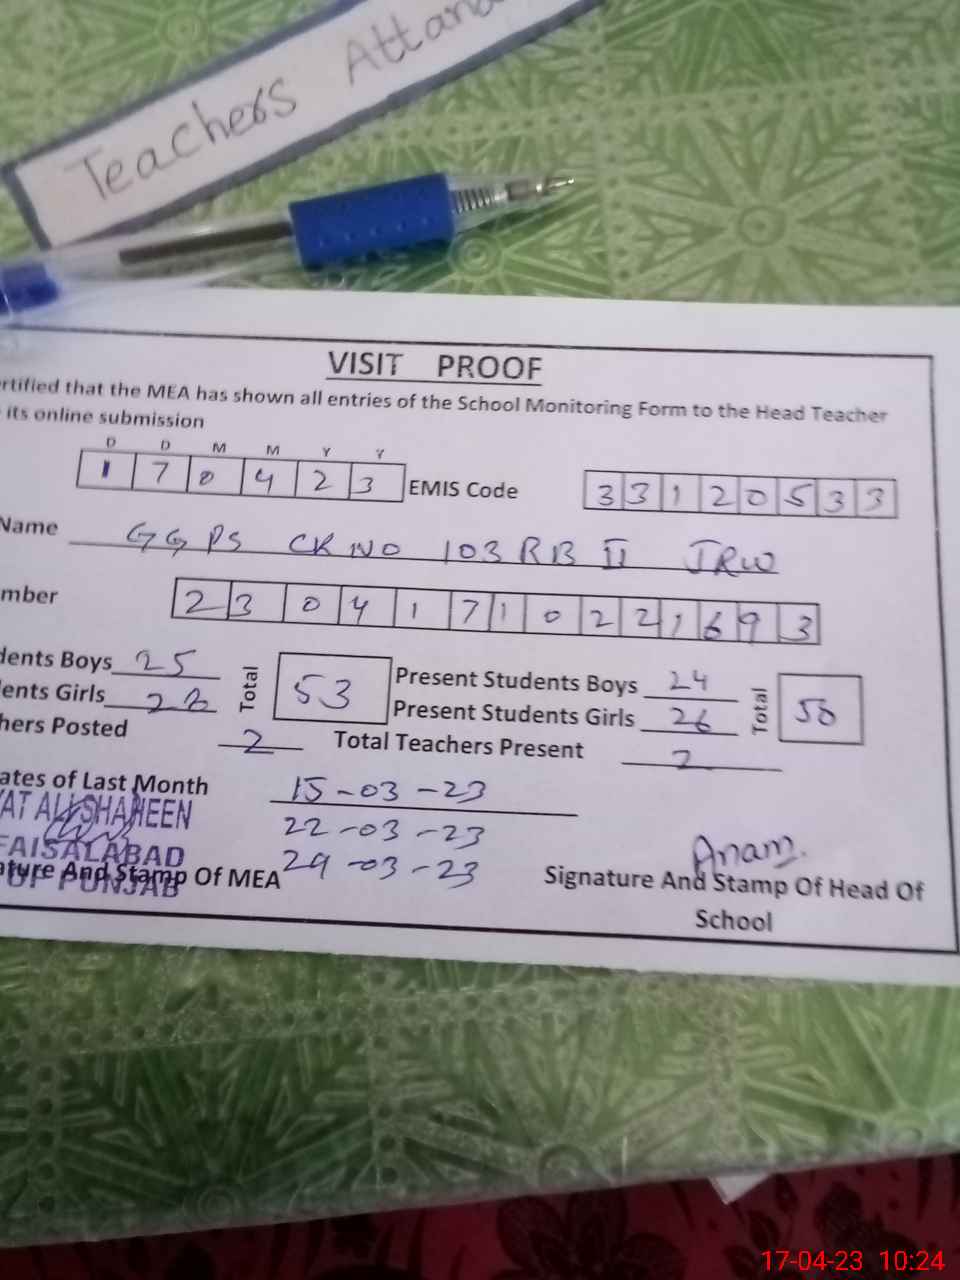 Teachers Attan
VISIT PROOF
rtified that the MEA has shown all entries of the School Monitoring Form to the Head Teacher
its online submission
D D M M Y Y
1 7 0 4 2 3 EMIS Code 3 3 1 2 0 5 3 3
Name GGPS CK NO 103 RB II JRW
mber 2 3 0 4 1 7 1 0 2 2 1 6 9 3
dents Boys 25 Total 53 Present Students Boys 24 Total 50
ents Girls 28 Present Students Girls 26
hers Posted 2 Total Teachers Present 2
ates of Last Month 15-03-23
22-03-23
29-03-23
YAT ALI SHAHEEN
FAISALABAD
OF PUNJAB
ature And Stamp Of MEA
Anam
Signature And Stamp Of Head Of
School
17-04-23 10:24